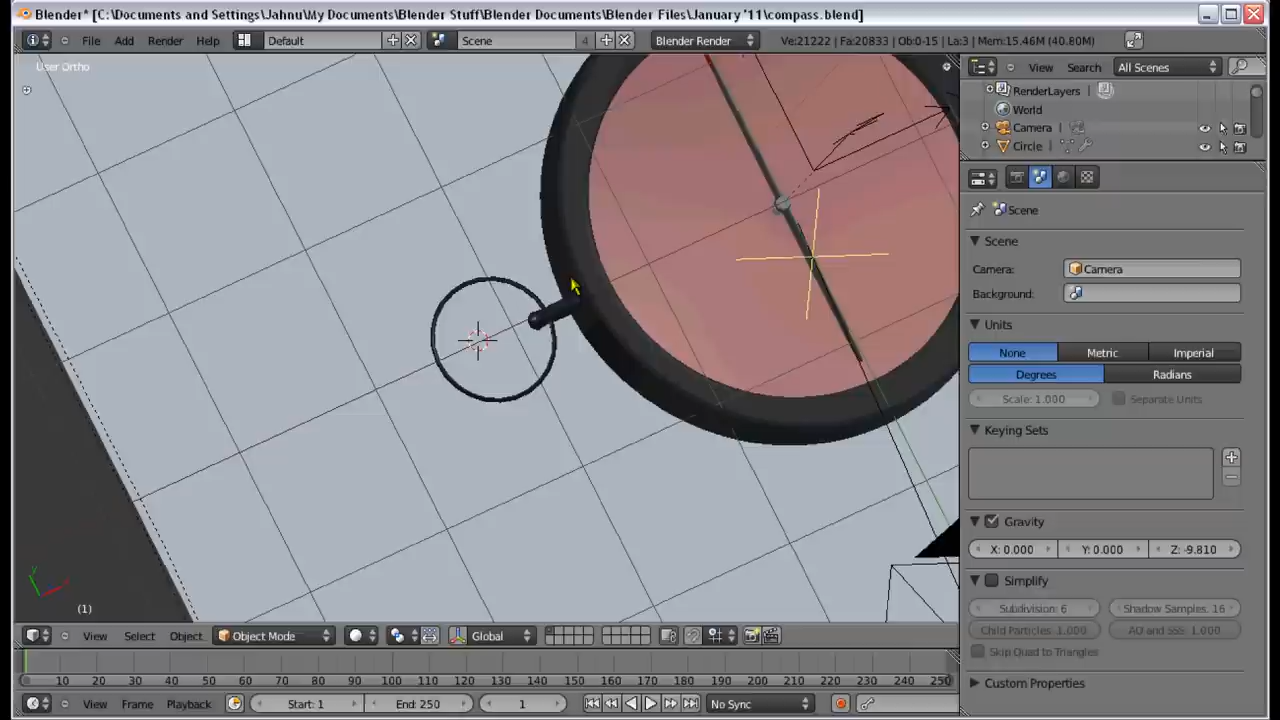 Blender* [C:\Documents and Settings\Jahnu\My Documents\Blender Stuff\Blender Documents\Blender Files\January '11\compass.blend]
File Add Render Help Default Scene 4 Blender Render Ve:21222 | Fa:20833 | Ob:0-15 | La:3 | Mem:15.46M (40.80M)
User Ortho
View Search All Scenes
RenderLayers
World
Camera
Circle
Scene
Scene
Camera: Camera
Background:
Units
None Metric Imperial
Degrees Radians
Scale: 1.000 Separate Units
Keying Sets
Gravity
X: 0.000 Y: 0.000 Z: -9.810
Simplify
Subdivision: 6 Shadow Samples: 16
Child Particles: 1.000 AO and SSS: 1.000
Skip Quad to Triangles
Custom Properties
y x
(1)
View Select Object Object Mode Global
10 20 30 40 50 60 70 80 90 100 110 120 130 140 150 160 170 180 190 200 210 220 230 240 250
View Frame Playback Start: 1 End: 250 1 No Sync